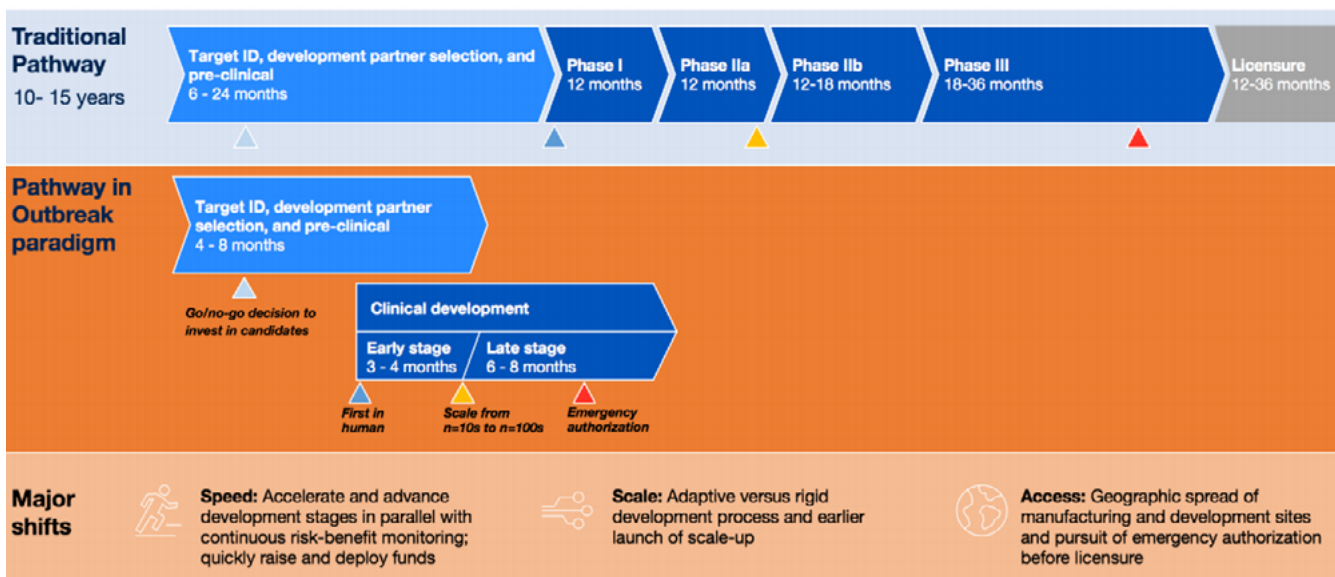 Traditional
Pathway
10- 15 years
Target ID, development partner selection, and
pre-clinical
6 - 24 months
Phase I
12 months
Phase IIa
12 months
Phase IIb
12-18 months
Phase III
18-36 months
Licensure
12-36 months
Pathway in
Outbreak
paradigm
Target ID, development partner
selection, and pre-clinical
4 - 8 months
Go/no-go decision to
invest in candidates
Clinical development
Early stage
3 - 4 months
Late stage
6 - 8 months
First in
human
Scale from
n=10s to n=100s
Emergency
authorization
Major
shifts
Speed: Accelerate and advance
development stages in parallel with
continuous risk-benefit monitoring;
quickly raise and deploy funds
Scale: Adaptive versus rigid
development process and earlier
launch of scale-up
Access: Geographic spread of
manufacturing and development sites
and pursuit of emergency authorization
before licensure